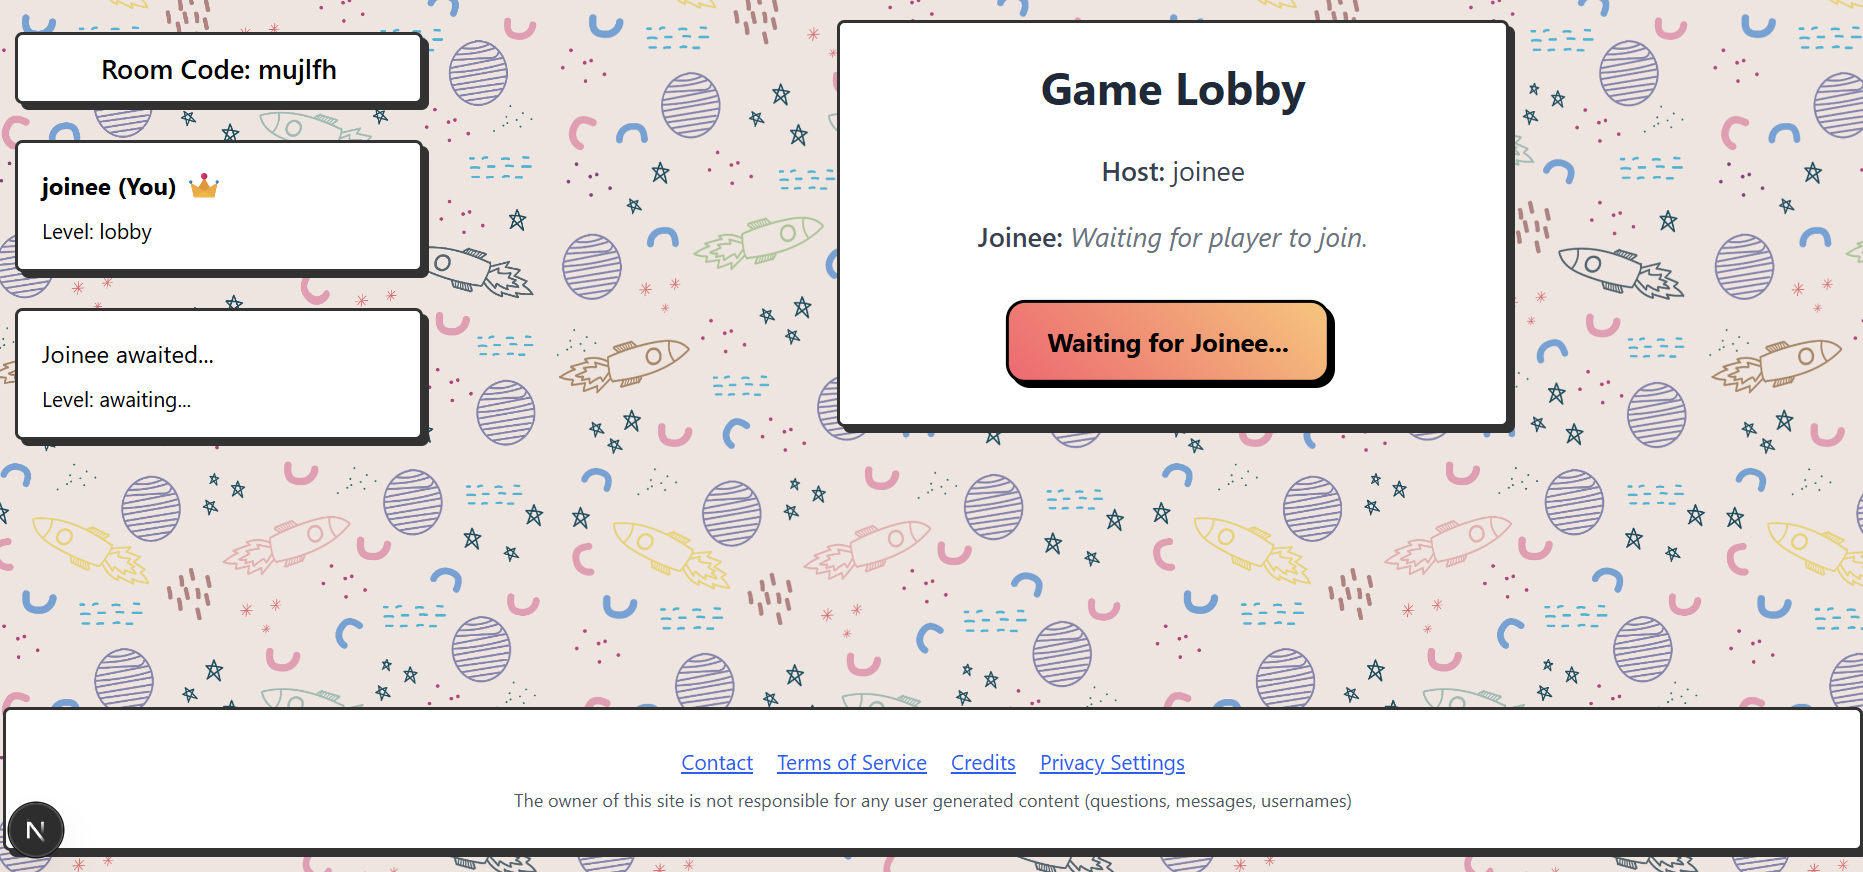 Room Code: mujlfh
joinee (You)
Level: lobby
Joinee awaited...
Level: awaiting...
Game Lobby
Host: joinee
Joinee: Waiting for player to join.
Waiting for Joinee...
Contact Terms of Service Credits Privacy Settings
The owner of this site is not responsible for any user generated content (questions, messages, usernames)
N